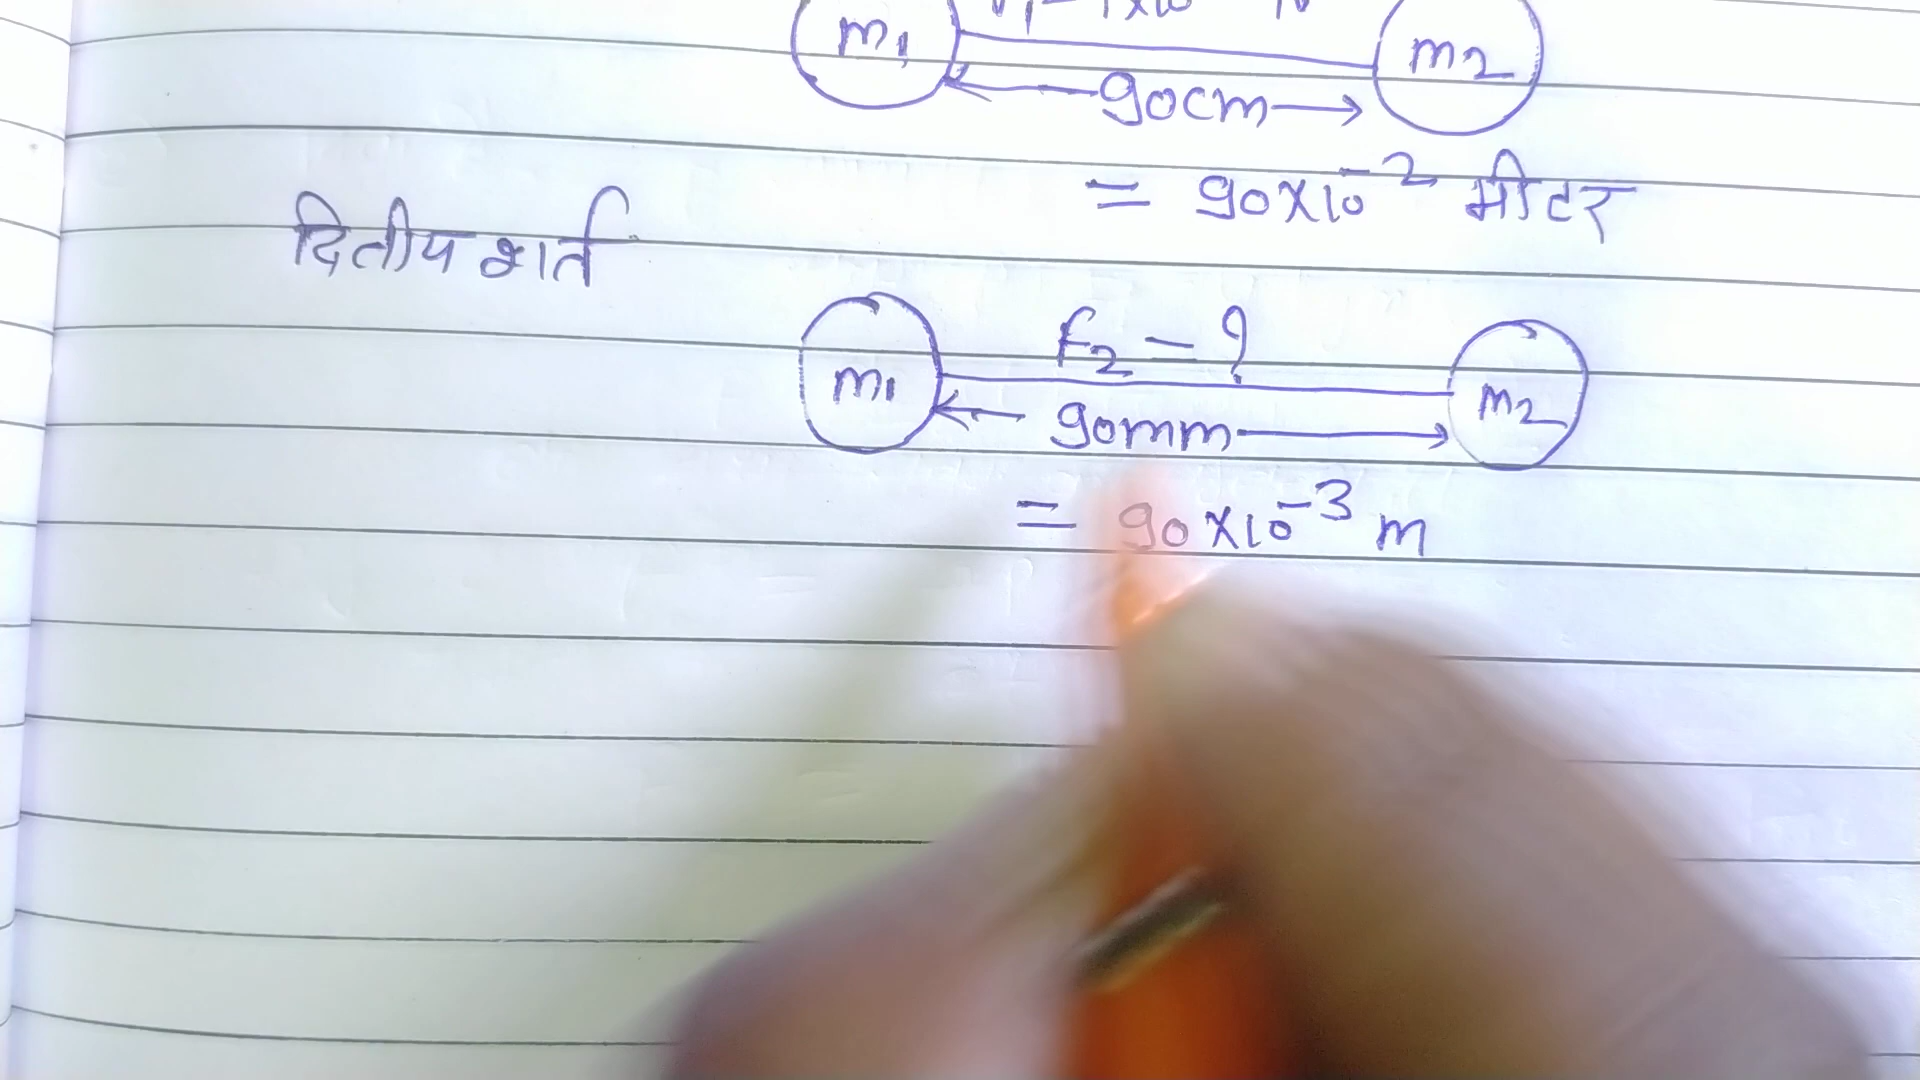 m1 m2
90cm
= 90×10⁻² मीटर
दितीय शर्त
F2 = ?
m1 m2
90mm
= 90×10⁻³ m